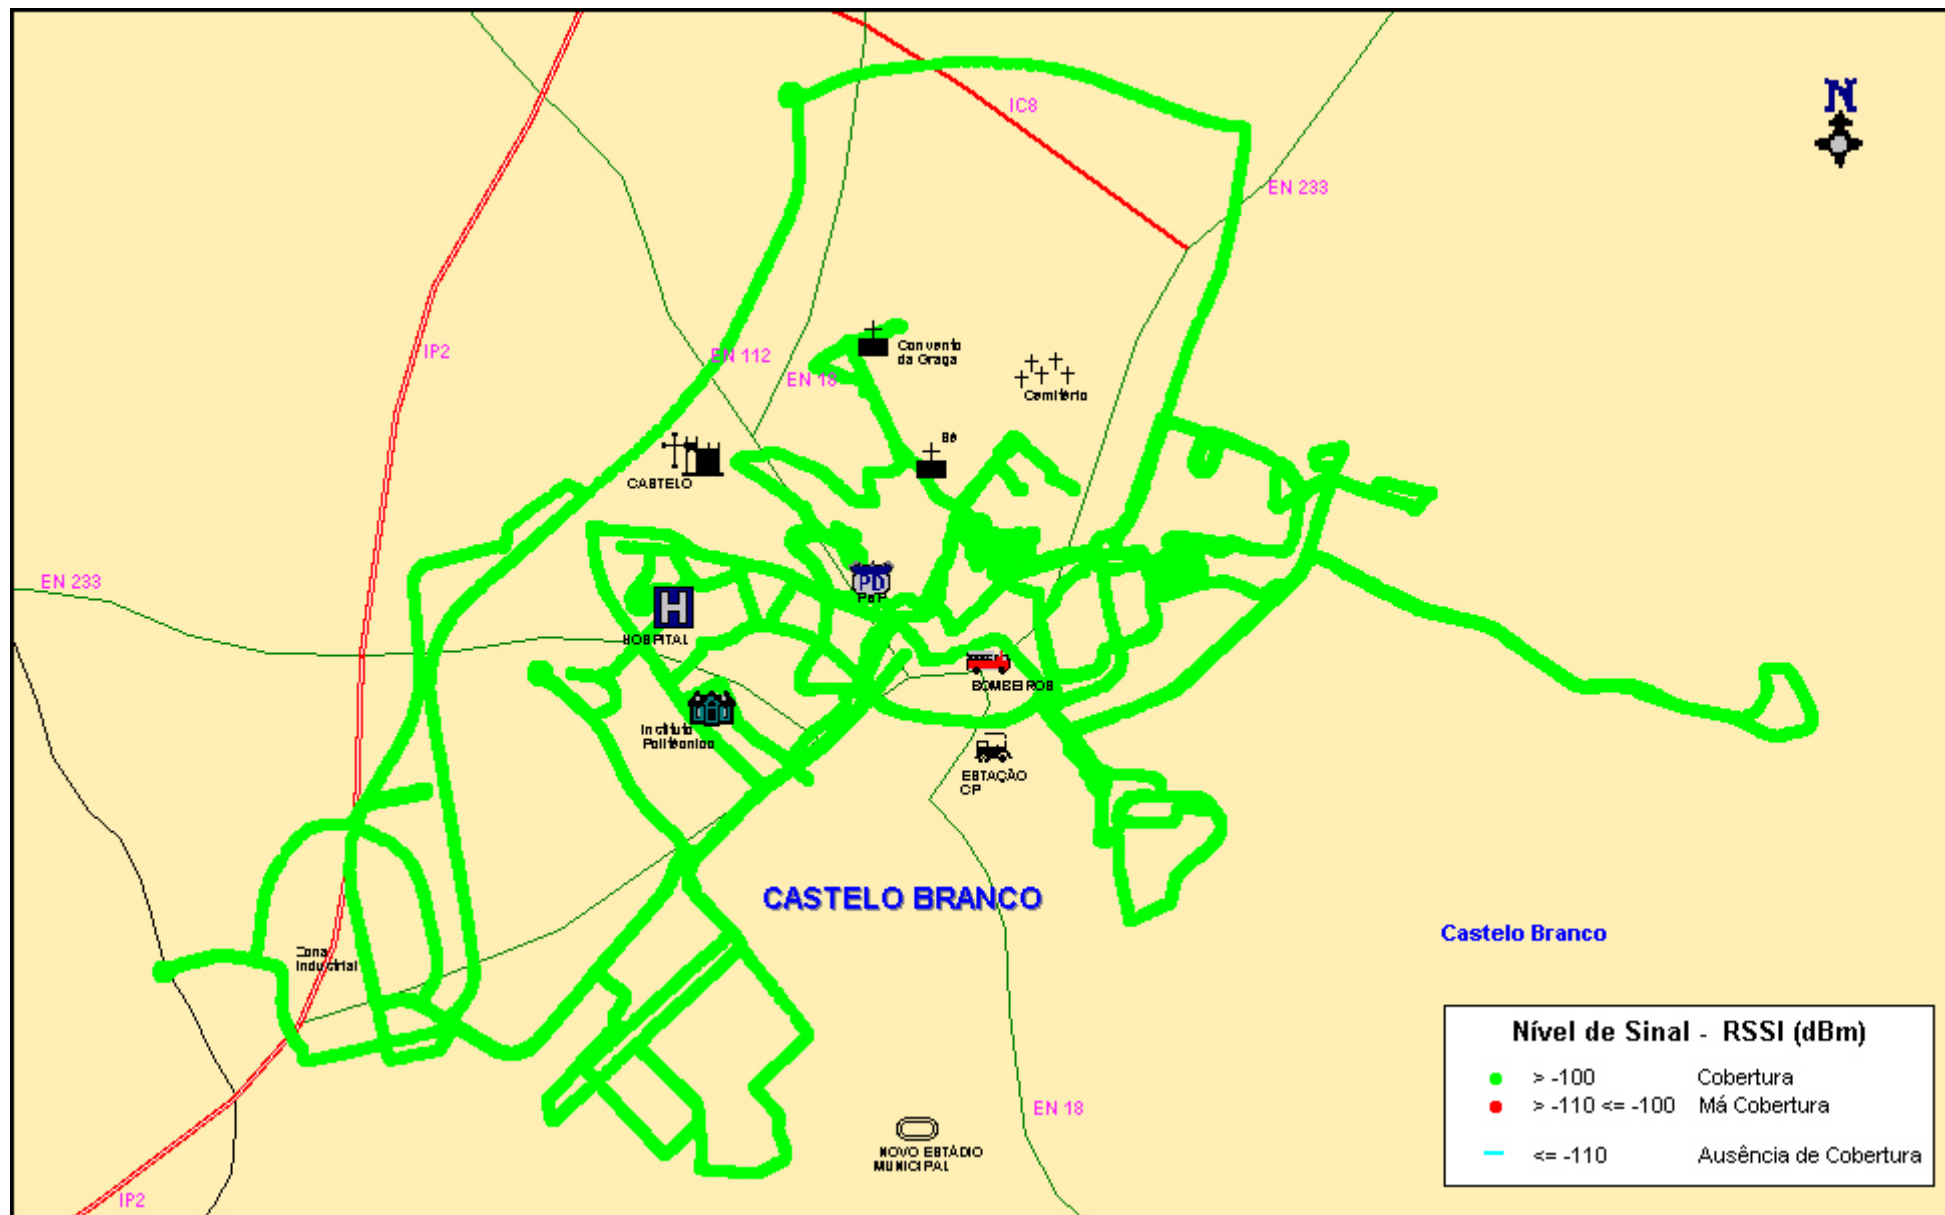 N
IC8
EN 233
IP2
EN 112
Convento
da Graça
EN 18
Cemitério
Sé
CASTELO
EN 233
PSP
HOSPITAL
H
BOMBEIROS
Instituto
Politécnico
ESTAÇÃO
CP
CASTELO BRANCO
Castelo Branco
Zona
Industrial
Nível de Sinal - RSSI (dBm)
> -100 Cobertura
> -110 <= -100 Má Cobertura
<= -110 Ausência de Cobertura
EN 18
NOVO ESTÁDIO
MUNICIPAL
IP2